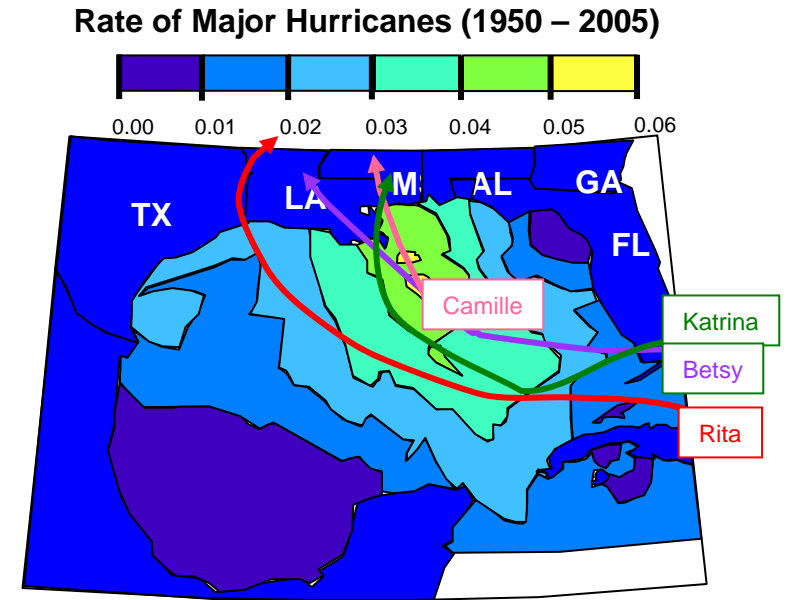 Rate of Major Hurricanes (1950 – 2005)
0.00 0.01 0.02 0.03 0.04 0.05 0.06
TX LA AL GA
FL
Camille
Katrina
Betsy
Rita